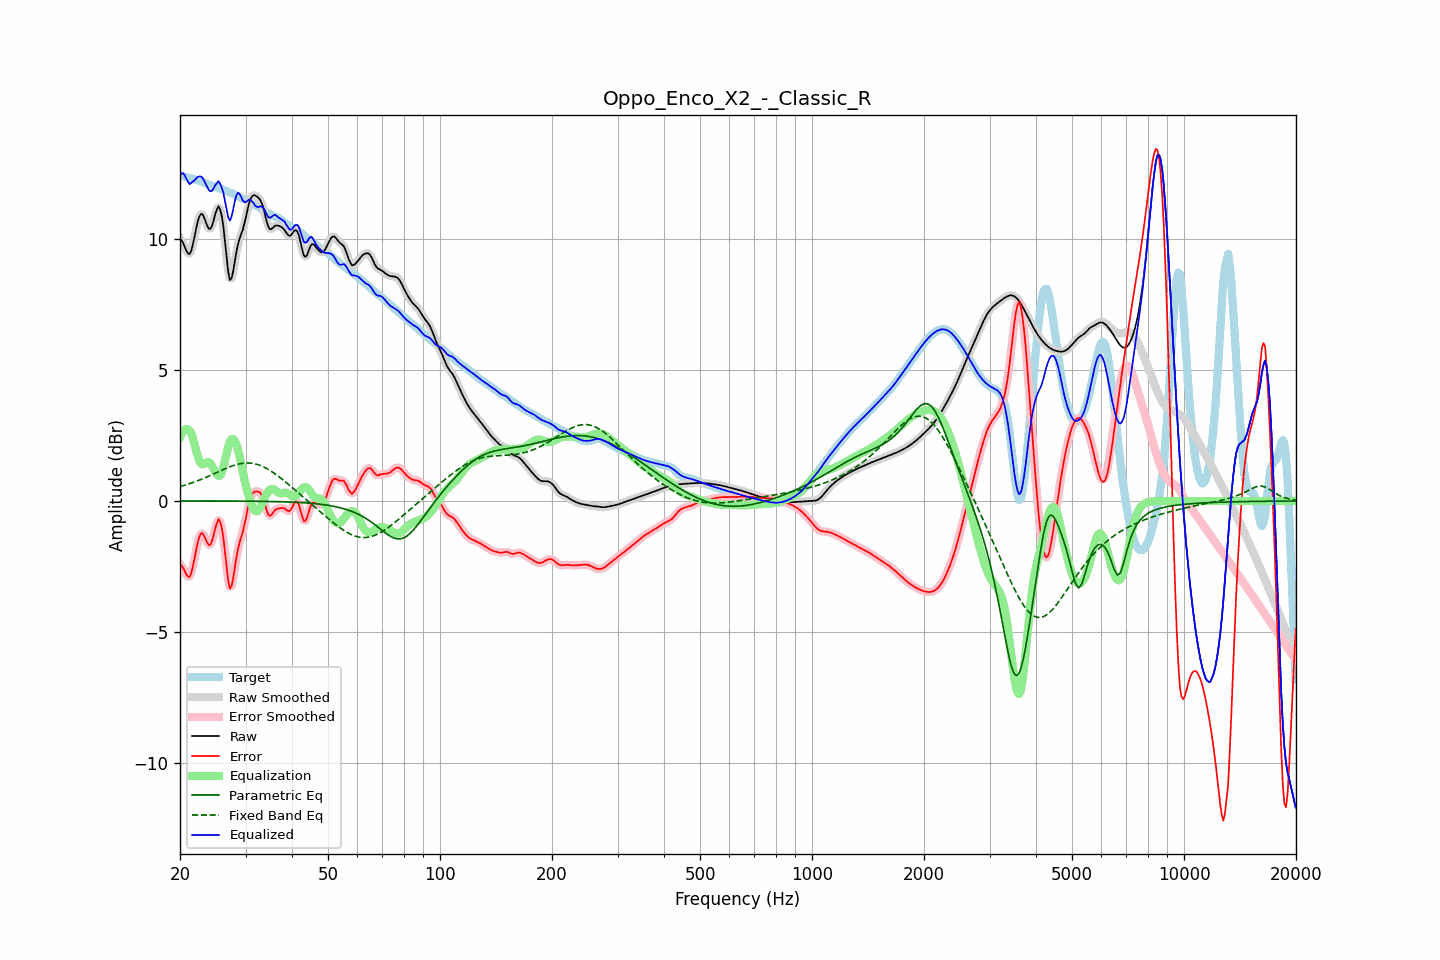 Oppo_Enco_X2_-_Classic_R
Amplitude (dBr)
10
5
0
−5
−10
Target
Raw Smoothed
Error Smoothed
Raw
Error
Equalization
Parametric Eq
Fixed Band Eq
Equalized
20 50 100 200 500 1000 2000 5000 10000 20000
Frequency (Hz)